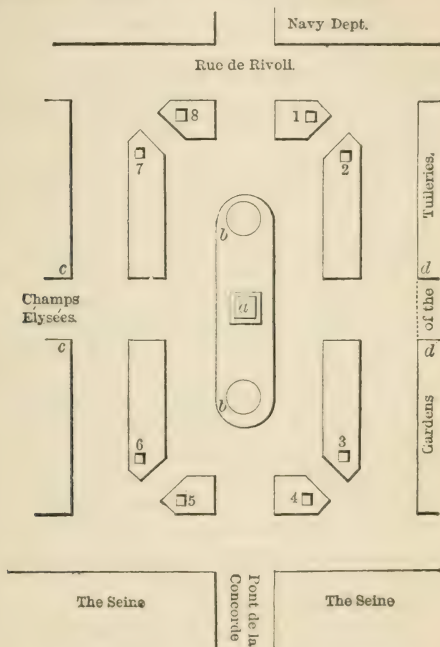 Navy Dept.
Rue de Rivoli.
8
1
7
2
Tuileries,
b
c
d
Champs
Elysées.
a
of the
c
d
b
Gardens
6
3
5
4
The Seine
Pont de la
Concorde
The Seine